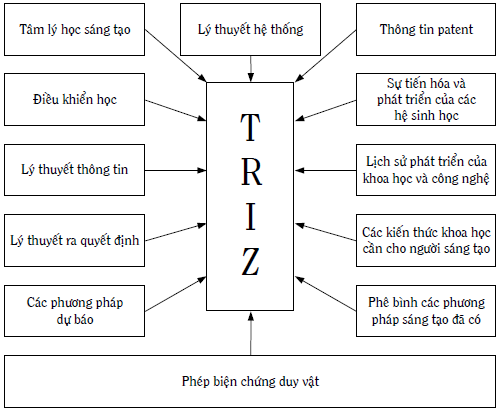 Tâm lý học sáng tạo
Lý thuyết hệ thống
Thông tin patent
Điều khiển học
Sự tiến hóa và
phát triển của các
hệ sinh học
Lý thuyết thông tin
Lịch sử phát triển của
khoa học và công nghệ
Lý thuyết ra quyết định
Các kiến thức khoa học
cần cho người sáng tạo
Các phương pháp
dự báo
Phê bình các phương
pháp sáng tạo đã có
T
R
I
Z
Phép biện chứng duy vật